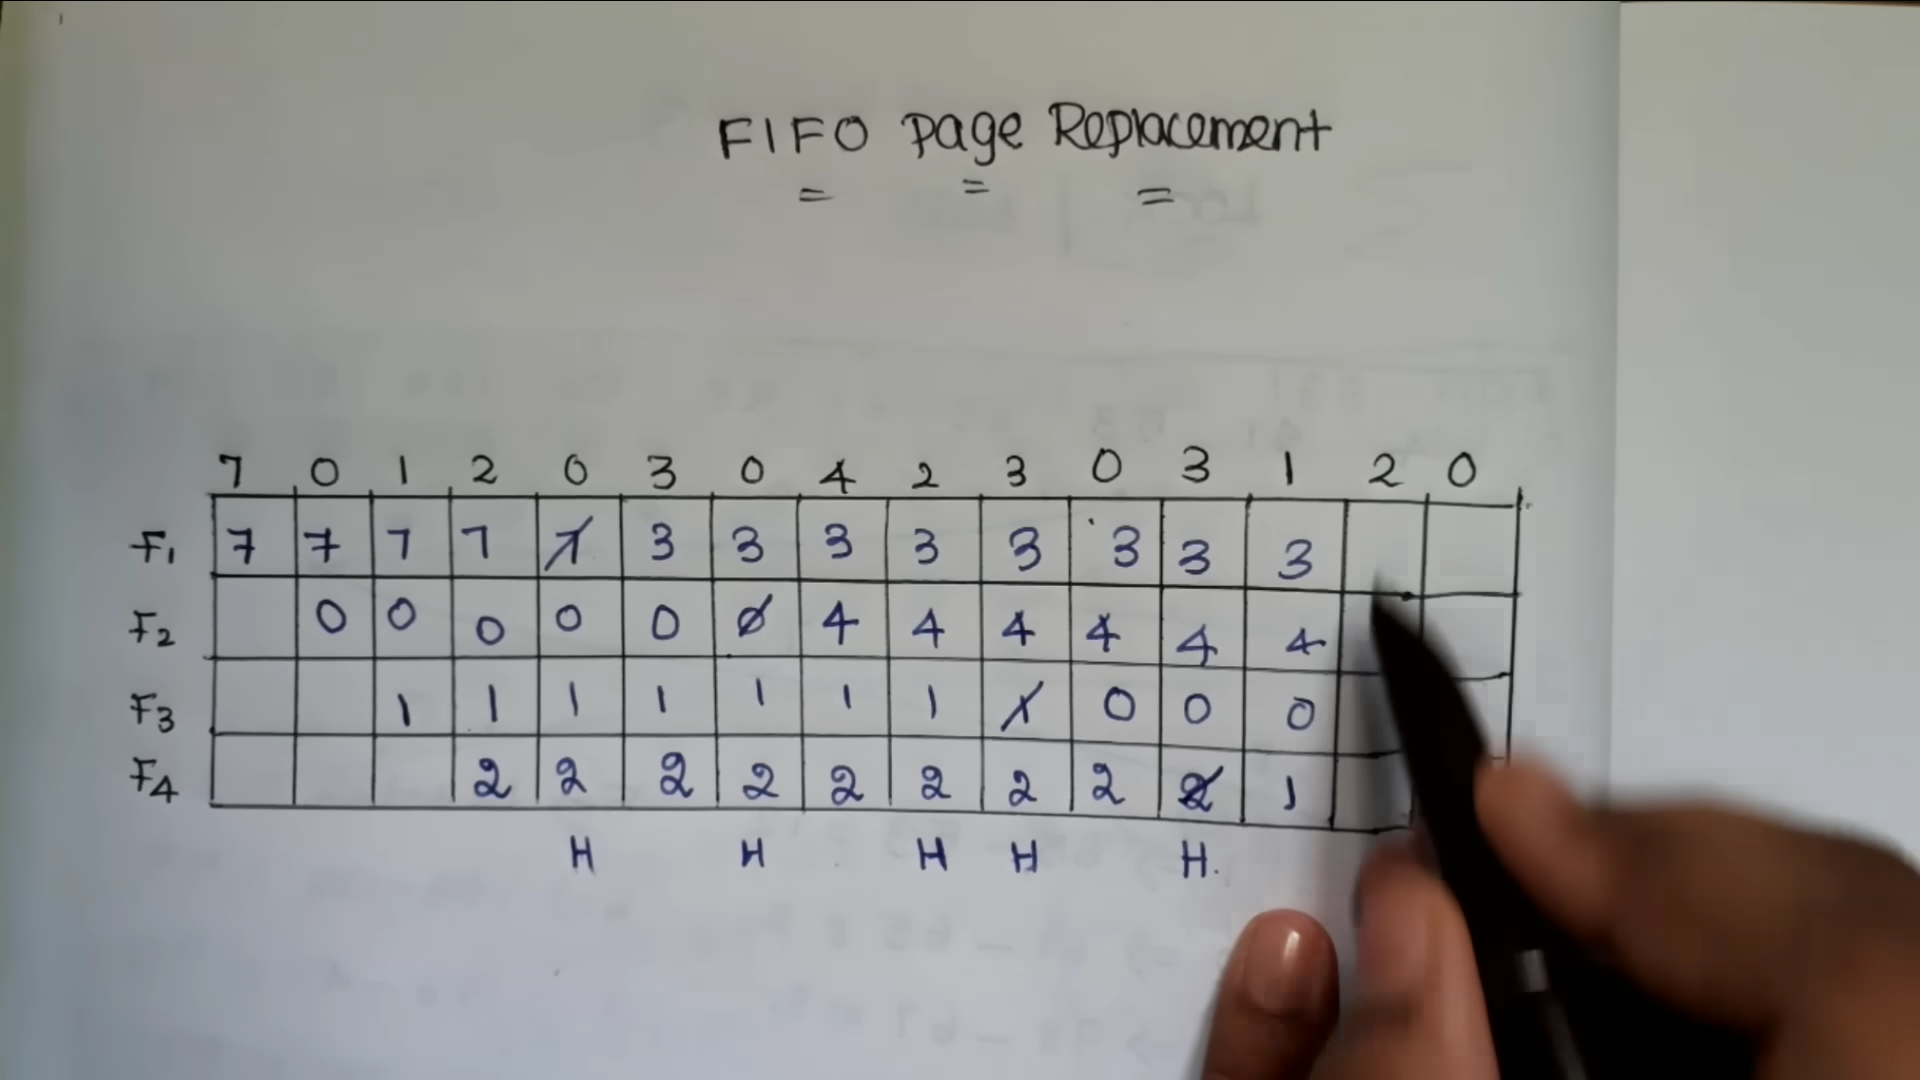 FIFO Page Replacement
7 0 1 2 0 3 0 4 2 3 0 3 1 2 0
F1 7 7 7 7 7 3 3 3 3 3 3 3 3
F2 0 0 0 0 0 0 4 4 4 4 4 4
F3 1 1 1 1 1 1 1 1 0 0 0
F4 2 2 2 2 2 2 2 2 2 1
H H H H H.